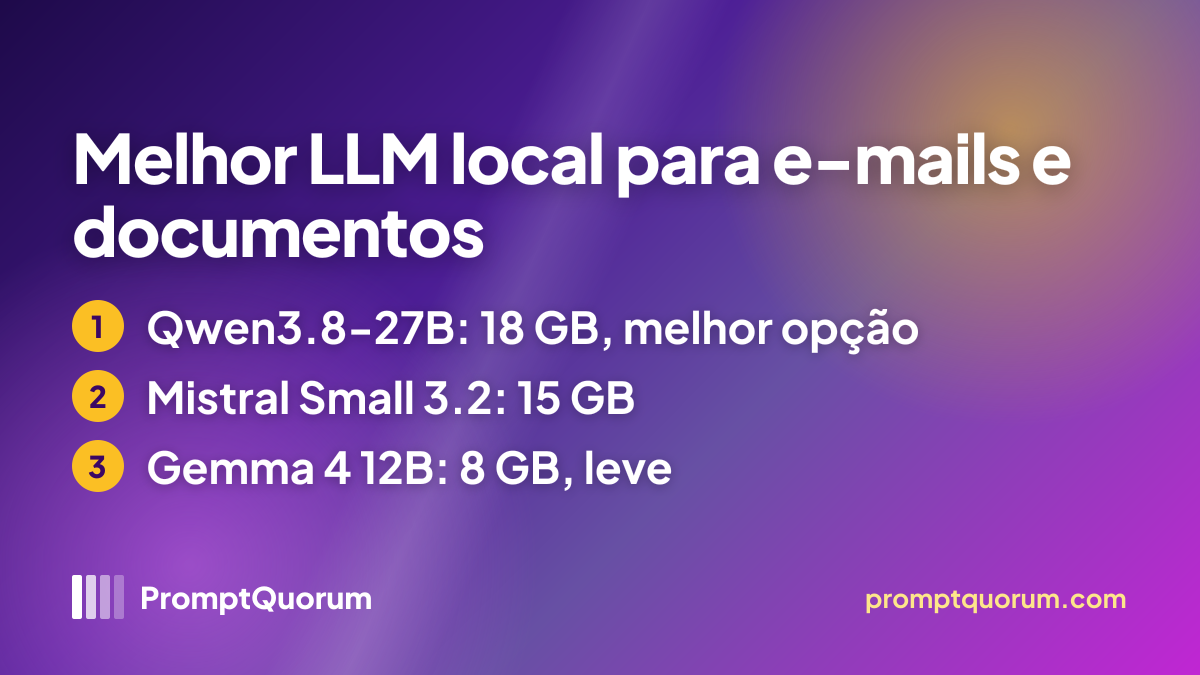 Melhor LLM local para e-mails e
documentos
1 Qwen3.8-27B: 18 GB, melhor opção
2 Mistral Small 3.2: 15 GB
3 Gemma 4 12B: 8 GB, leve
PromptQuorum
promptquorum.com